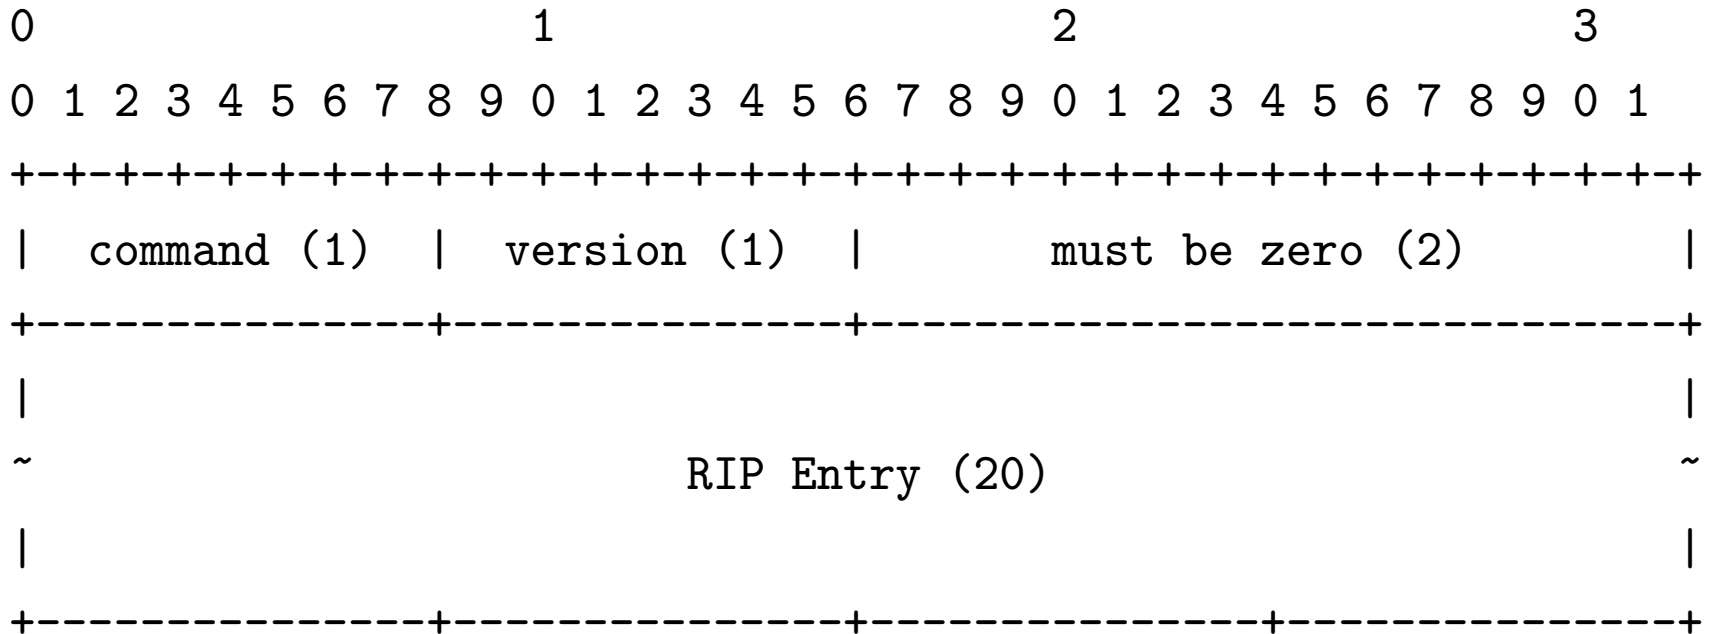 0                   1                   2                   3
0 1 2 3 4 5 6 7 8 9 0 1 2 3 4 5 6 7 8 9 0 1 2 3 4 5 6 7 8 9 0 1
+-+-+-+-+-+-+-+-+-+-+-+-+-+-+-+-+-+-+-+-+-+-+-+-+-+-+-+-+-+-+-+-+
|  command (1)  |  version (1)  |       must be zero (2)        |
+---------------+---------------+-------------------------------+
|                                                               |
~                         RIP Entry (20)                        ~
|                                                               |
+---------------+---------------+---------------+---------------+